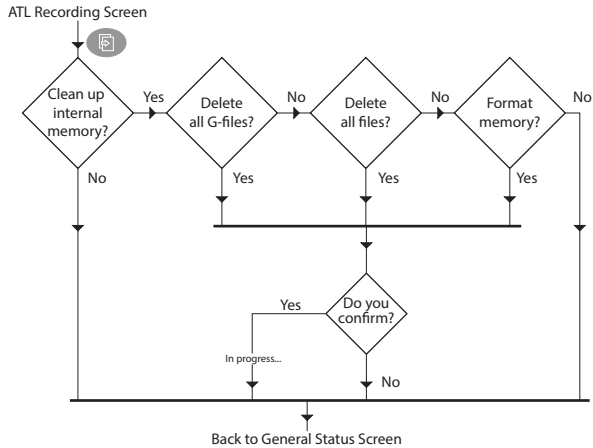 ATL Recording Screen
Clean up
internal
memory?
Yes
Delete
all G-files?
No
Delete
all files?
No
Format
memory?
No
No
Yes
Yes
Yes
Do you
confirm?
Yes
In progress...
No
Back to General Status Screen